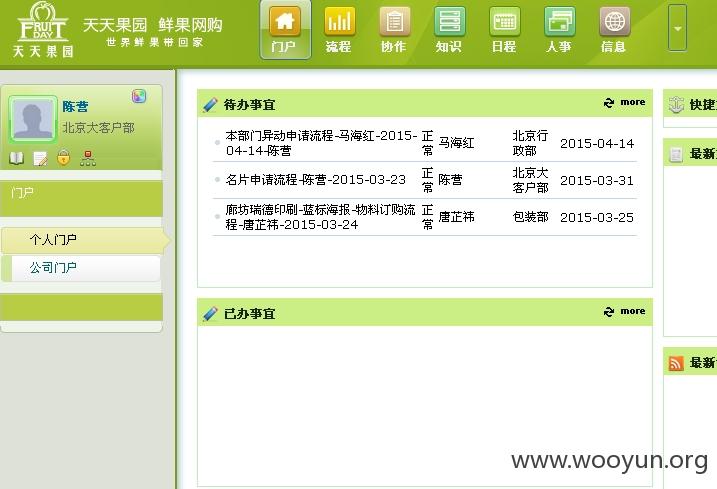 FRUIT
DAY
天天果园
天天果园 鲜果网购
世界鲜果带回家
门户
流程
协作
知识
日程
人事
信息
陈营
北京大客户部
门户
个人门户
公司门户
待办事宜
more
本部门异动申请流程-马海红-2015-
04-14-陈营
正
常
马海红
北京行
政部
2015-04-14
名片申请流程-陈营-2015-03-23
正
常
陈营
北京大
客户部
2015-03-31
廊坊瑞德印刷-蓝标海报-物料订购流
程-唐芷祎-2015-03-24
正
常
唐芷祎
包装部
2015-03-25
已办事宜
more
快捷
最新
最新
www.wooyun.org